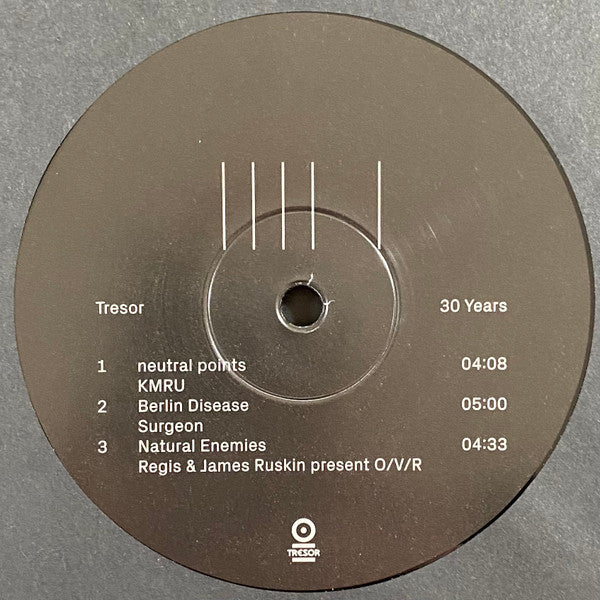 Tresor 30 Years
1 neutral points 04:08
KMRU
2 Berlin Disease 05:00
Surgeon
3 Natural Enemies 04:33
Regis & James Ruskin present O/V/R
TRESOR